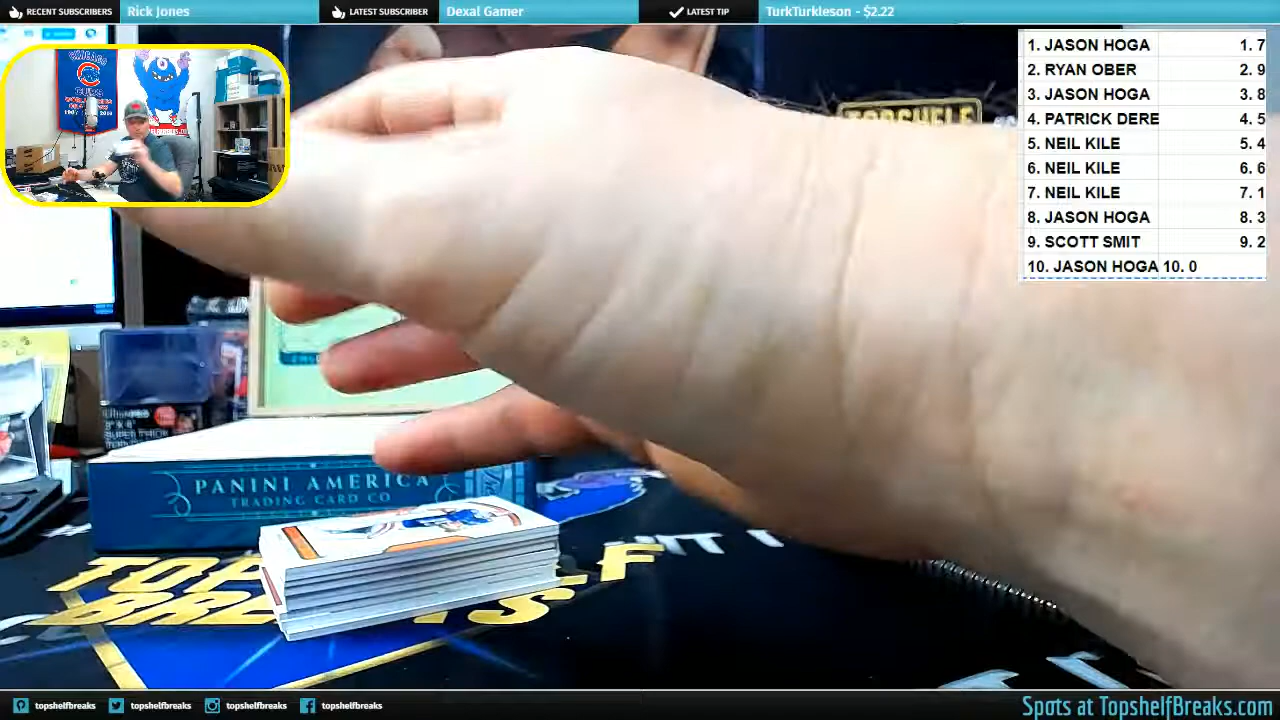 RECENT SUBSCRIBERS Rick Jones LATEST SUBSCRIBER Dexal Gamer LATEST TIP TurkTurkleson - $2.22
1. JASON HOGA 1. 7
2. RYAN OBER 2. 9
3. JASON HOGA 3. 8
4. PATRICK DERE 4. 5
5. NEIL KILE 5. 4
6. NEIL KILE 6. 6
7. NEIL KILE 7. 1
8. JASON HOGA 8. 3
9. SCOTT SMIT 9. 2
10. JASON HOGA 10. 0
CHICAGO
CUBS
TOPSHELF
PANINI AMERICA
TRADING CARD CO
topshelfbreaks topshelfbreaks topshelfbreaks topshelfbreaks
Spots at TopshelfBreaks.com